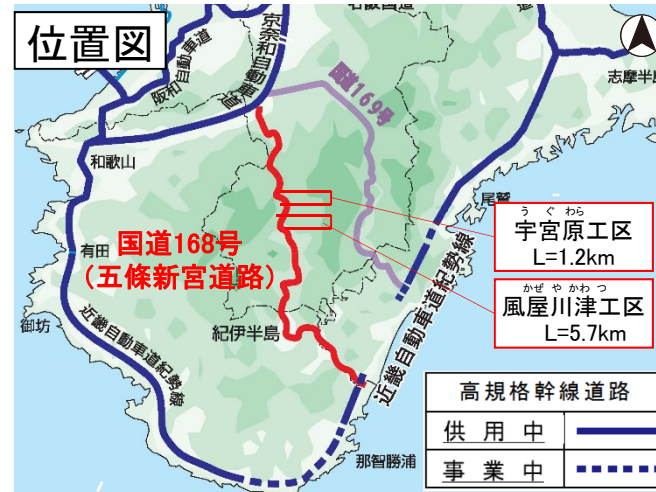 位置図
京奈和自動車道
名阪国道
阪和自動車道
国道169号
志摩半島
和歌山
尾鷲
う ぐ わら
宇宮原工区
L=1.2km
国道168号
(五條新宮道路)
有田
かぜ や かわ つ
風屋川津工区
L=5.7km
御坊
紀伊半島
近畿自動車道紀勢線
近畿自動車道紀勢線
高規格幹線道路
供用中
事業中
那智勝浦